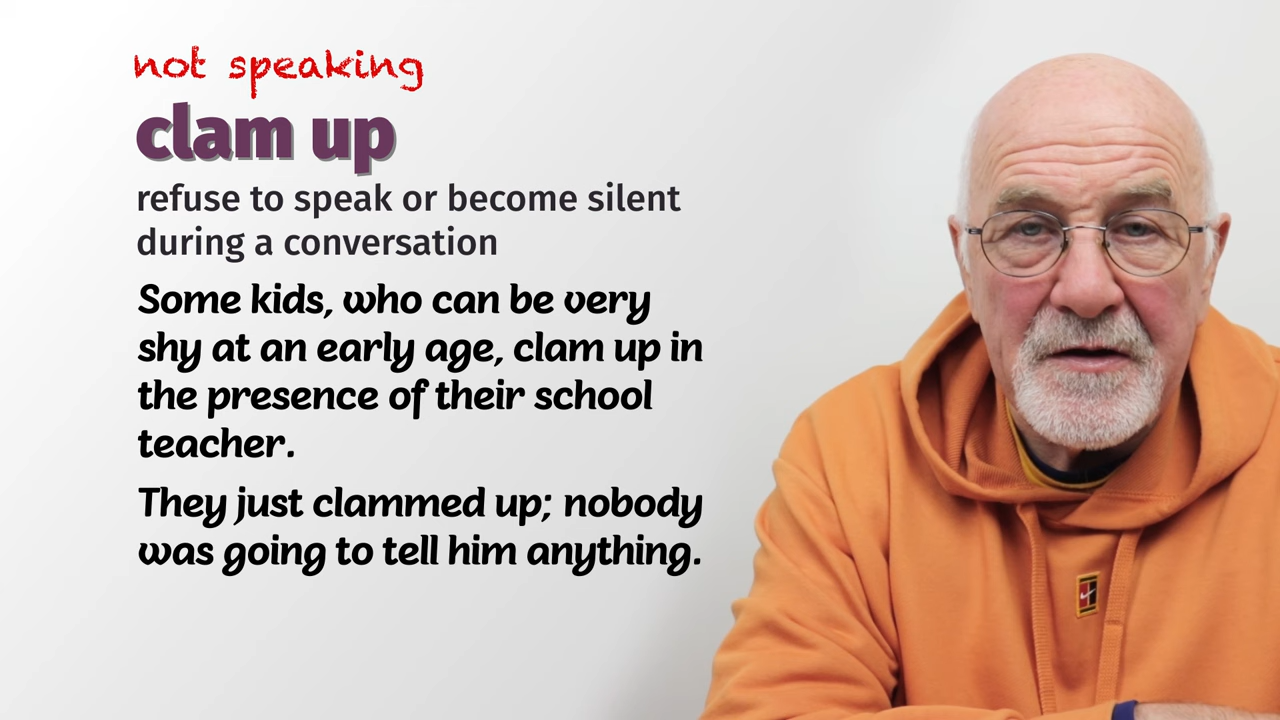 not speaking
clam up
refuse to speak or become silent
during a conversation
Some kids, who can be very
shy at an early age, clam up in
the presence of their school
teacher.
They just clammed up; nobody
was going to tell him anything.